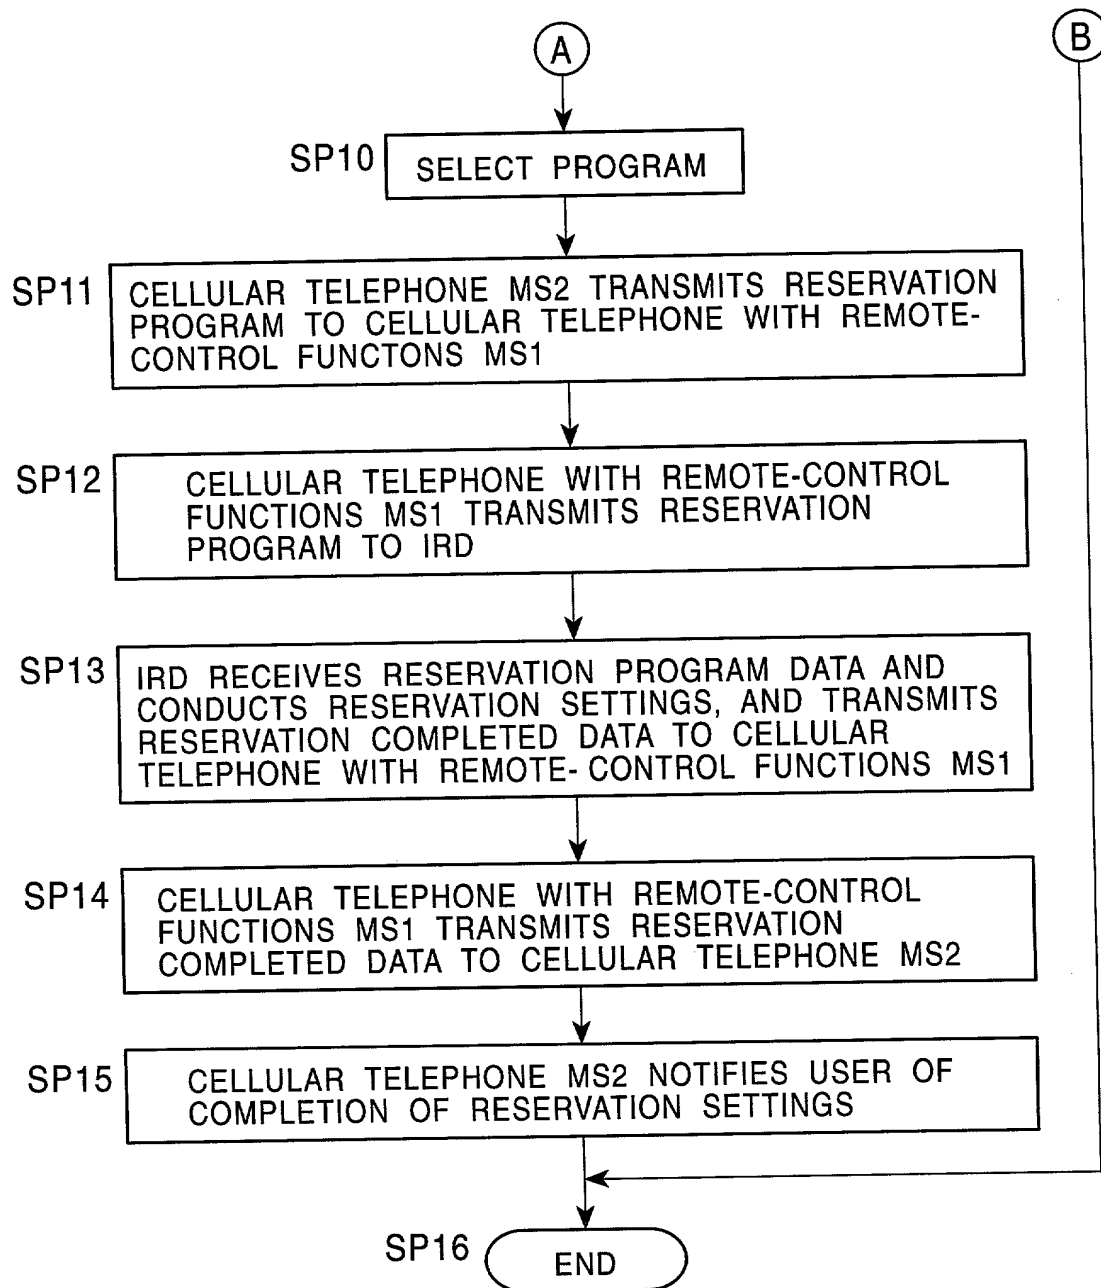 A
B
SP10
SELECT PROGRAM
SP11
CELLULAR TELEPHONE MS2 TRANSMITS RESERVATION
PROGRAM TO CELLULAR TELEPHONE WITH REMOTE-
CONTROL FUNCTONS MS1
SP12
CELLULAR TELEPHONE WITH REMOTE-CONTROL
FUNCTIONS MS1 TRANSMITS RESERVATION
PROGRAM TO IRD
SP13
IRD RECEIVES RESERVATION PROGRAM DATA AND
CONDUCTS RESERVATION SETTINGS, AND TRANSMITS
RESERVATION COMPLETED DATA TO CELLULAR
TELEPHONE WITH REMOTE- CONTROL FUNCTIONS MS1
SP14
CELLULAR TELEPHONE WITH REMOTE-CONTROL
FUNCTIONS MS1 TRANSMITS RESERVATION
COMPLETED DATA TO CELLULAR TELEPHONE MS2
SP15
CELLULAR TELEPHONE MS2 NOTIFIES USER OF
COMPLETION OF RESERVATION SETTINGS
SP16
END